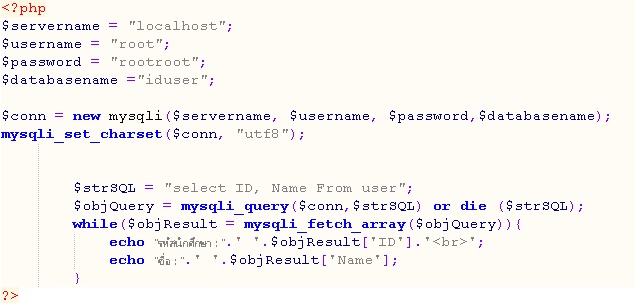 <?php
$servername = "localhost";
$username = "root";
$password = "rootroot";
$databasename ="iduser";
$conn = new mysqli($servername, $username, $password,$databasename);
mysqli_set_charset($conn, "utf8");
$strSQL = "select ID, Name From user";
$objQuery = mysqli_query($conn,$strSQL) or die ($strSQL);
while($objResult = mysqli_fetch_array($objQuery)){
echo "รหัสนักศึกษา : ".' '.$objResult['ID'].'<br>';
echo "ชื่อ : ".' '.$objResult['Name'];
}
?>